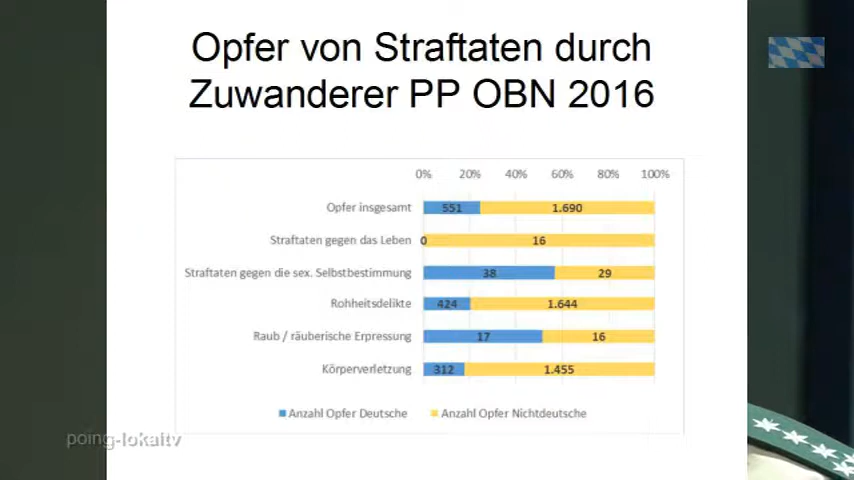 Opfer von Straftaten durch
Zuwanderer PP OBN 2016
0% 20% 40% 60% 80% 100%
Opfer insgesamt 551 1.690
Straftaten gegen das Leben 0 16
Straftaten gegen die sex. Selbstbestimmung 38 29
Rohheitsdelikte 424 1.644
Raub / räuberische Erpressung 17 16
Körperverletzung 312 1.455
Anzahl Opfer Deutsche Anzahl Opfer Nichtdeutsche
poing-lokaltv